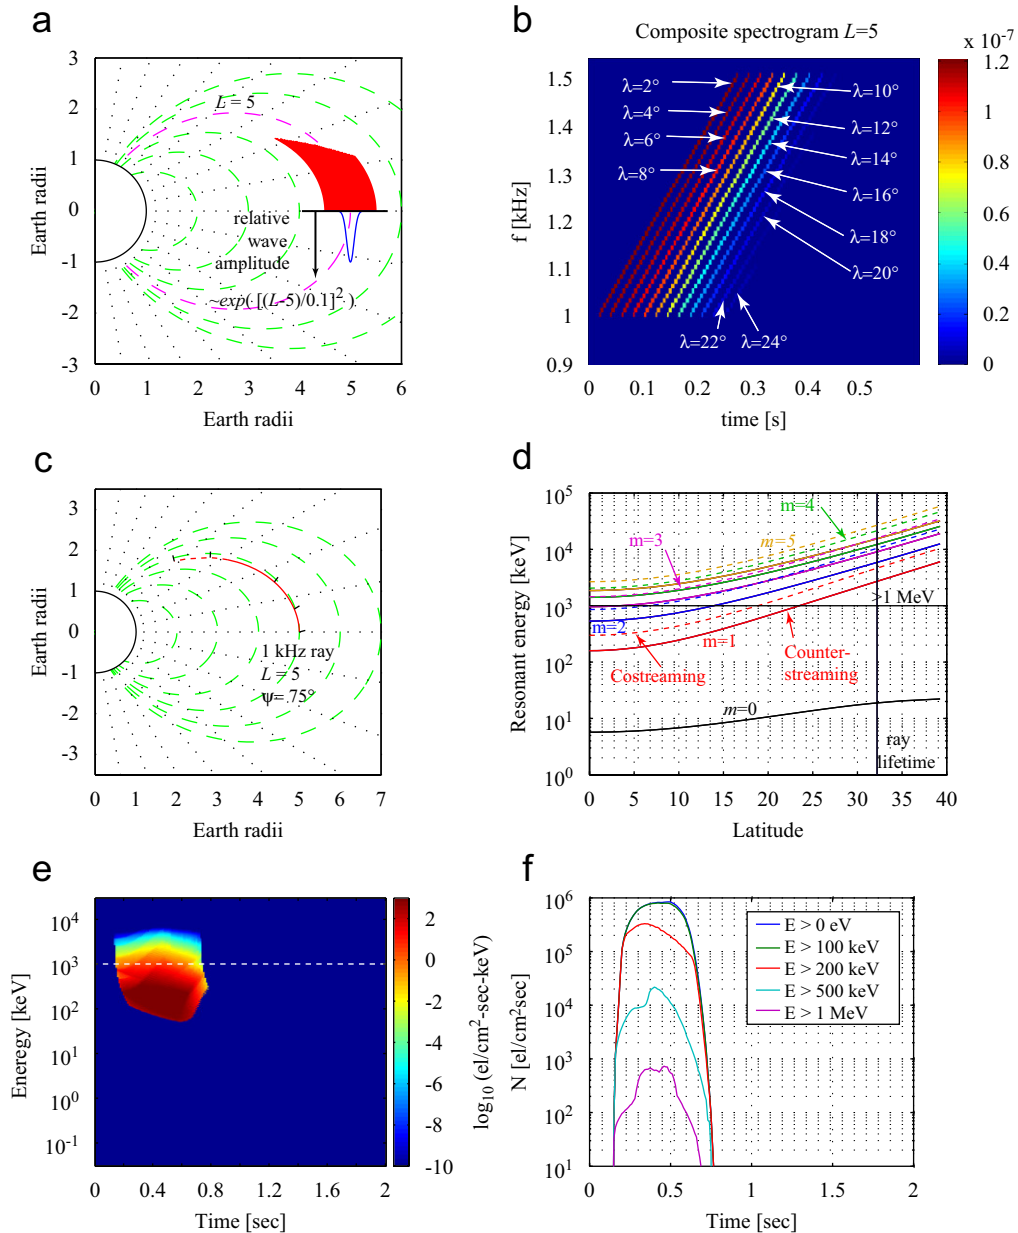 a
3
2
1
0
-1
-2
-3
Earth radii
L = 5
relative
wave
amplitude
~exp( [(L-5)/0.1]2 )
0 1 2 3 4 5 6
Earth radii
b
Composite spectrogram L=5
x 10-7
1.5
1.4
1.3
1.2
1.1
1
0.9
f [kHz]
λ=2°
λ=4°
λ=6°
λ=8°
λ=10°
λ=12°
λ=14°
λ=16°
λ=18°
λ=20°
λ=22°
λ=24°
0 0.1 0.2 0.3 0.4 0.5
time [s]
1.2
1
0.8
0.6
0.4
0.2
0
c
3
2
1
0
-1
-2
-3
Earth radii
1 kHz ray
L = 5
ψ= 75°
0 1 2 3 4 5 6 7
Earth radii
d
105
104
103
102
101
100
Resonant energy [keV]
m=4
m=3
m=5
>1 MeV
m=2
m=1
Costreaming
Counter-
streaming
m=0
ray
lifetime
0 5 10 15 20 25 30 35 40
Latitude
e
104
103
102
101
100
10-1
Eneregy [keV]
0 0.4 0.8 1.2 1.6 2
Time [sec]
2
0
-2
-4
-6
-8
-10
log10 (el/cm2-sec-keV)
f
106
105
104
103
102
101
N [el/cm2sec]
E > 0 eV
E > 100 keV
E > 200 keV
E > 500 keV
E > 1 MeV
0 0.5 1 1.5 2
Time [sec]